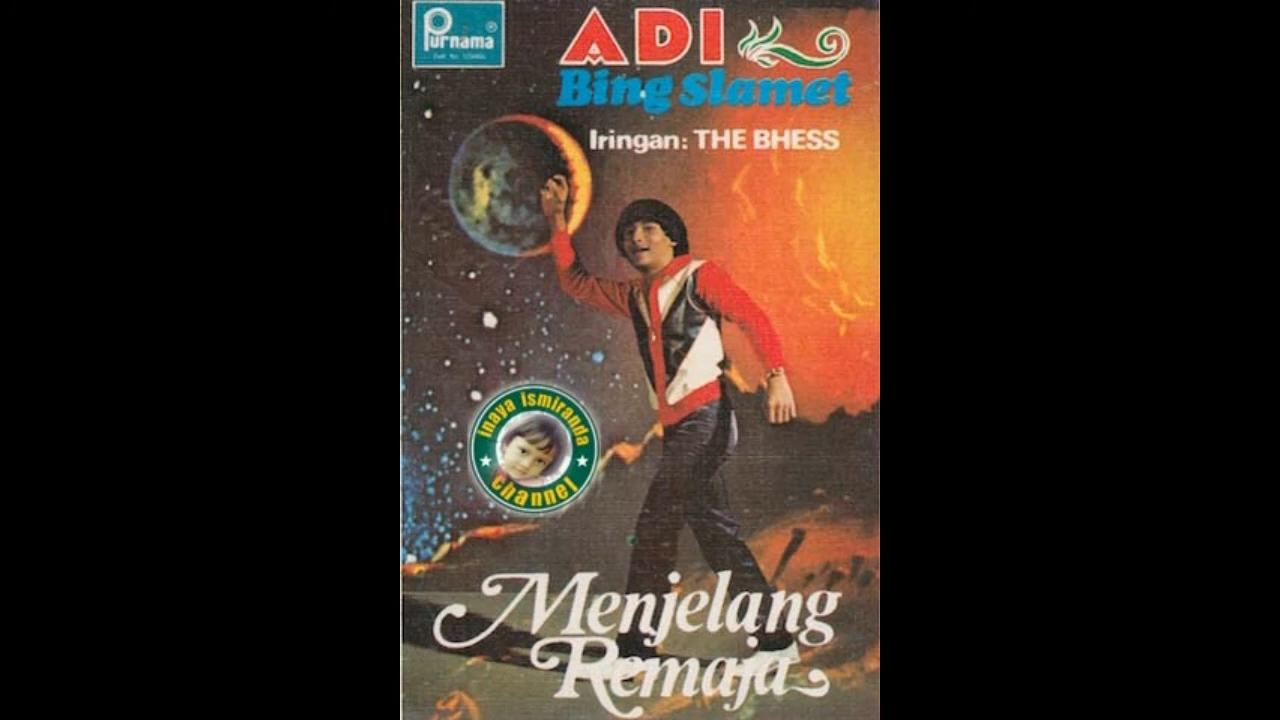 Purnama
ADI
Bing Slamet
Iringan: THE BHESS
inaya ismiranda
channel
Menjelang
Remaja